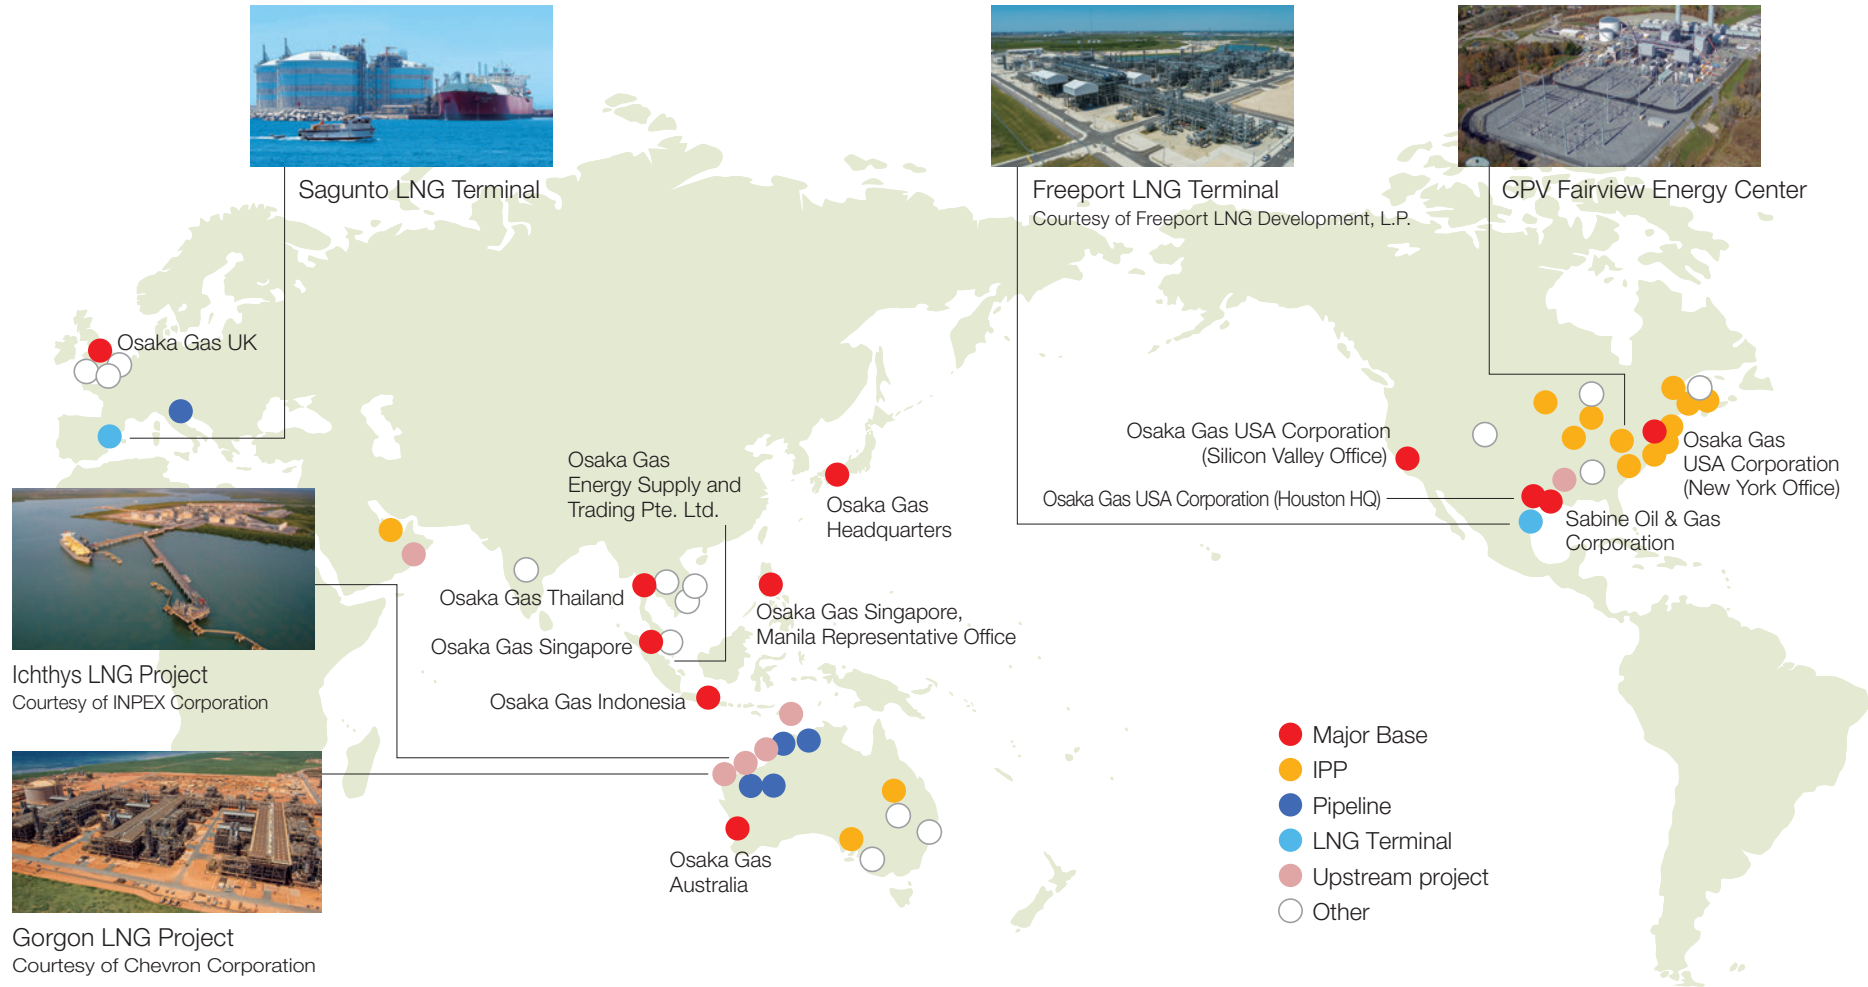 Sagunto LNG Terminal
Freeport LNG Terminal
Courtesy of Freeport LNG Development, L.P.
CPV Fairview Energy Center
Osaka Gas UK
Osaka Gas
Energy Supply and
Trading Pte. Ltd.
Osaka Gas
Headquarters
Osaka Gas USA Corporation
(Silicon Valley Office)
Osaka Gas
USA Corporation
(New York Office)
Osaka Gas USA Corporation (Houston HQ)
Sabine Oil & Gas
Corporation
Osaka Gas Thailand
Osaka Gas Singapore,
Manila Representative Office
Osaka Gas Singapore
Ichthys LNG Project
Courtesy of INPEX Corporation
Osaka Gas Indonesia
Osaka Gas
Australia
Gorgon LNG Project
Courtesy of Chevron Corporation
Major Base
IPP
Pipeline
LNG Terminal
Upstream project
Other